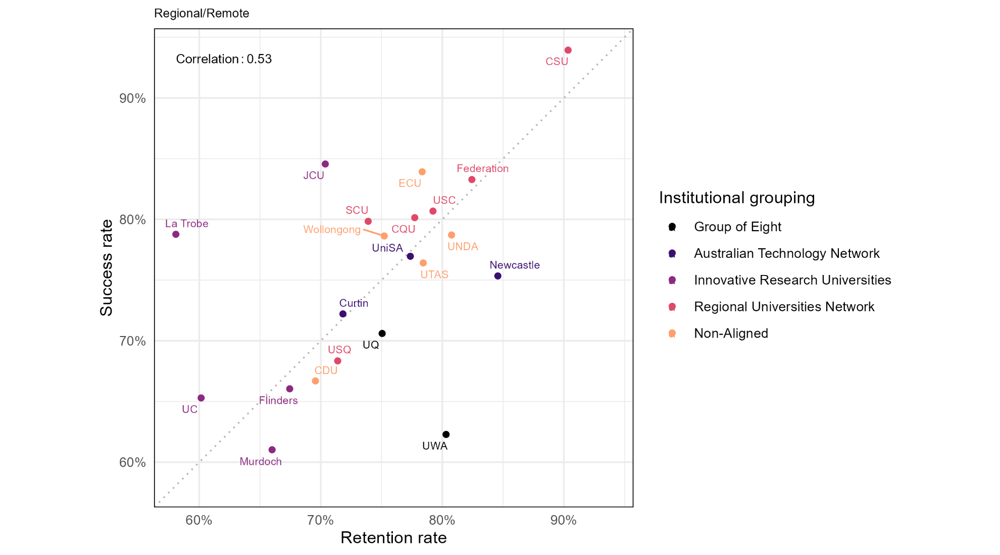 Regional/Remote
Correlation: 0.53
CSU
90%
JCU
ECU
Federation
USC
SCU
CQU
80%
La Trobe
Wollongong
UniSA
UNDA
UTAS
Newcastle
Curtin
UQ
70%
USQ
CDU
Flinders
UC
UWA
Murdoch
60%
Success rate
60% 70% 80% 90%
Retention rate
Institutional grouping
Group of Eight
Australian Technology Network
Innovative Research Universities
Regional Universities Network
Non-Aligned